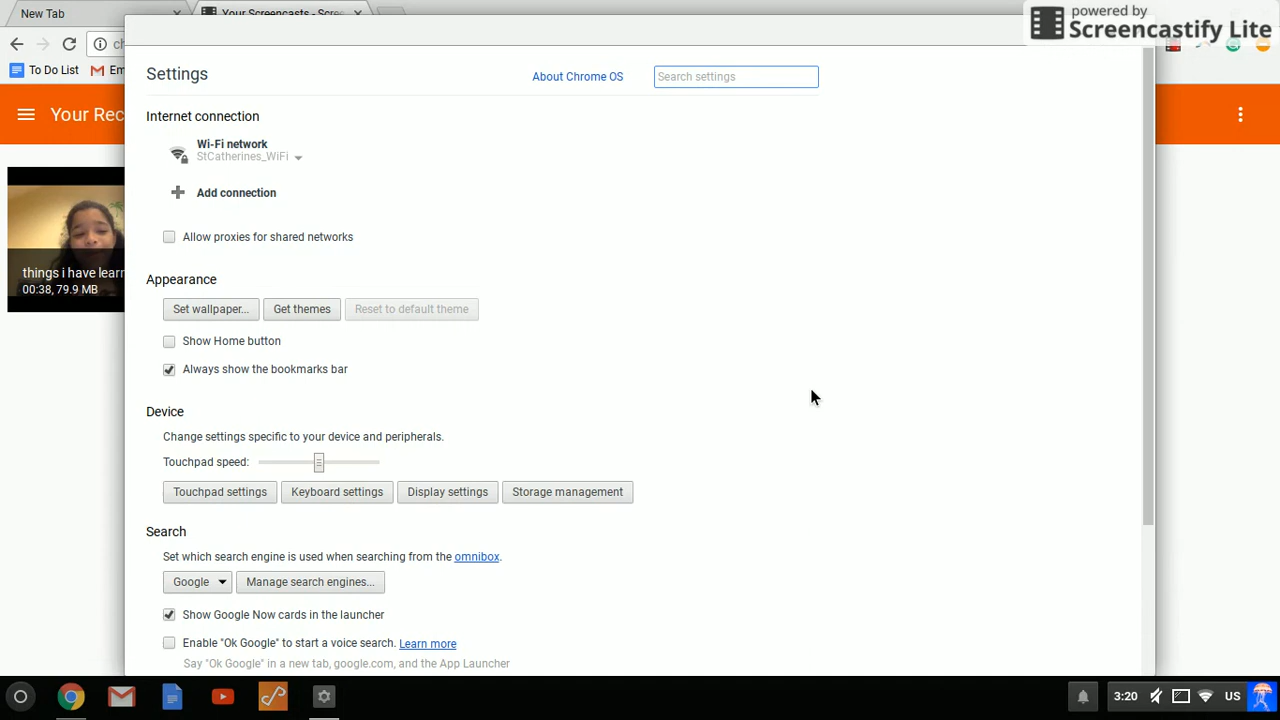 New Tab
Your Screencasts - Scre
powered by
Screencastify Lite
To Do List
Em
Your Rec
Settings
About Chrome OS
Search settings
Internet connection
Wi-Fi network
StCatherines_WiFi
Add connection
Allow proxies for shared networks
things i have learn
00:38, 79.9 MB
Appearance
Set wallpaper...
Get themes
Reset to default theme
Show Home button
Always show the bookmarks bar
Device
Change settings specific to your device and peripherals.
Touchpad speed:
Touchpad settings
Keyboard settings
Display settings
Storage management
Search
Set which search engine is used when searching from the omnibox.
Google
Manage search engines...
Show Google Now cards in the launcher
Enable "Ok Google" to start a voice search. Learn more
Say "Ok Google" in a new tab, google.com, and the App Launcher
3:20
US